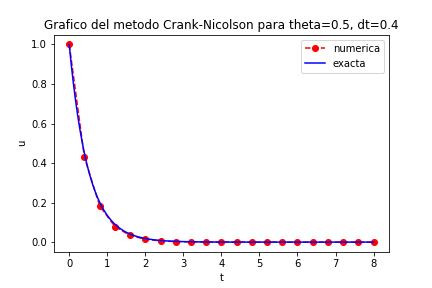 Grafico del metodo Crank-Nicolson para theta=0.5, dt=0.4
numerica
exacta
1.0
0.8
0.6
0.4
0.2
0.0
u
0 1 2 3 4 5 6 7 8
t